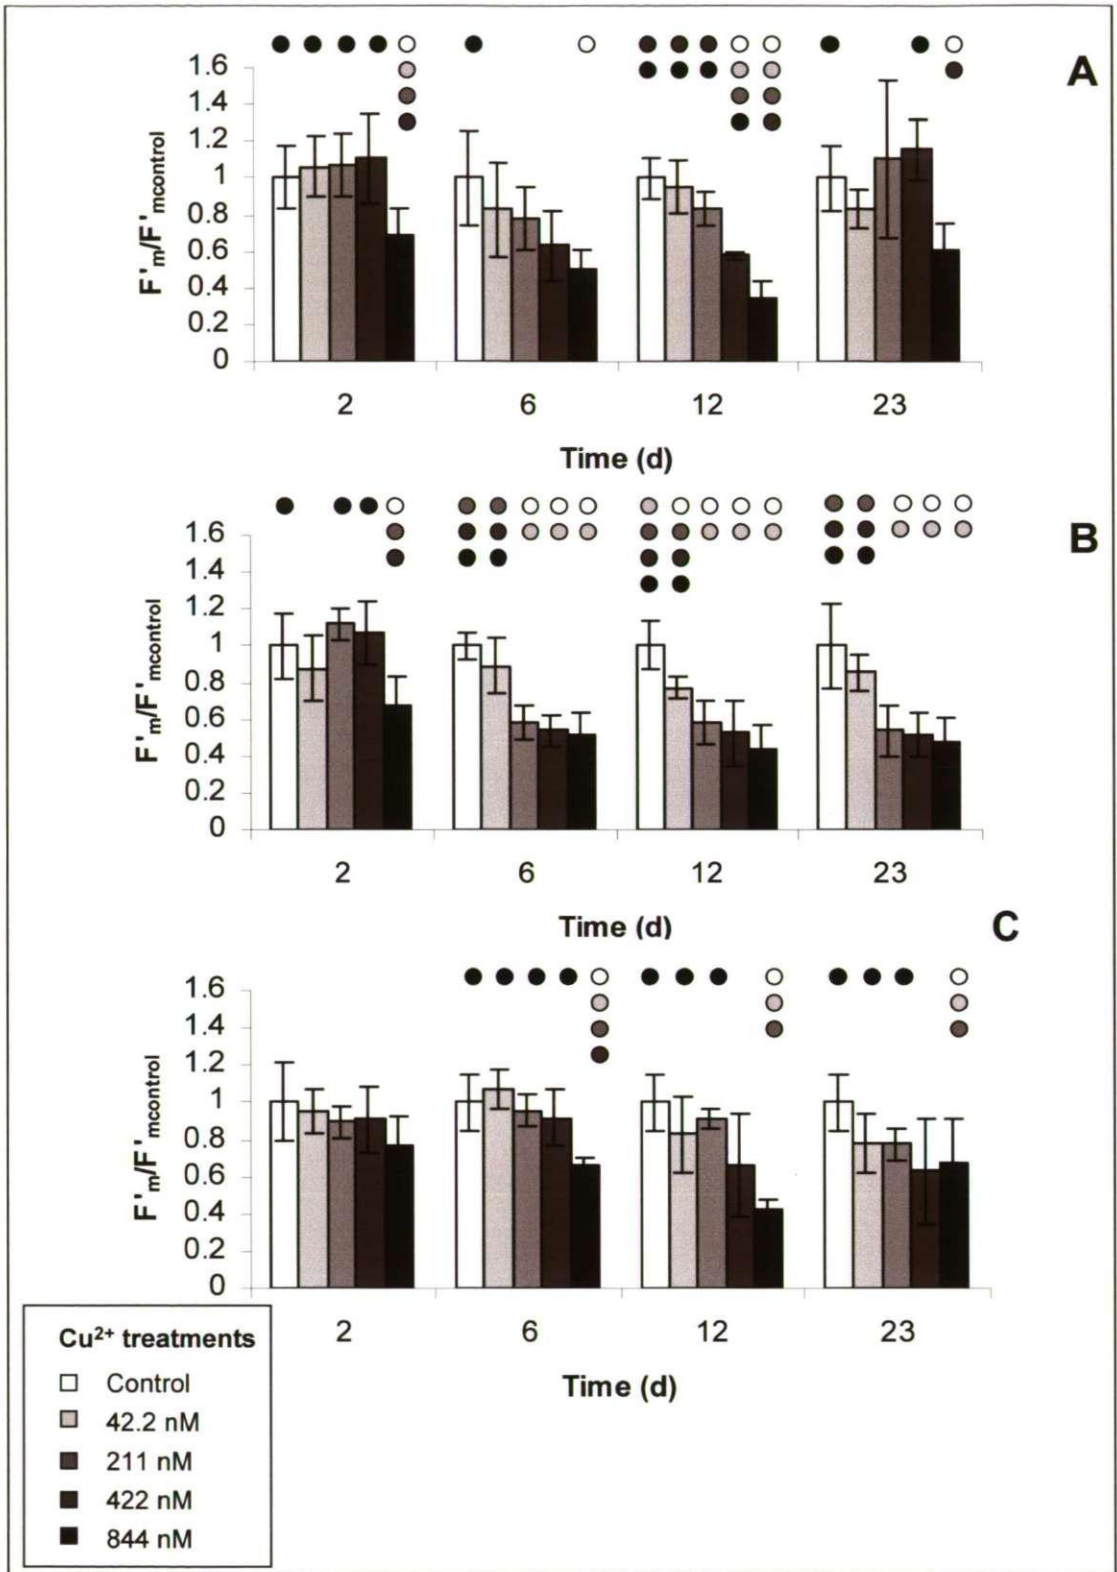 A
1.6
1.4
1.2
1
0.8
0.6
0.4
0.2
0
F'm/F'mcontrol
2 6 12 23
Time (d)
B
1.6
1.4
1.2
1
0.8
0.6
0.4
0.2
0
F'm/F'mcontrol
2 6 12 23
Time (d)
C
1.6
1.4
1.2
1
0.8
0.6
0.4
0.2
0
F'm/F'mcontrol
2 6 12 23
Time (d)
Cu²⁺ treatments
Control
42.2 nM
211 nM
422 nM
844 nM